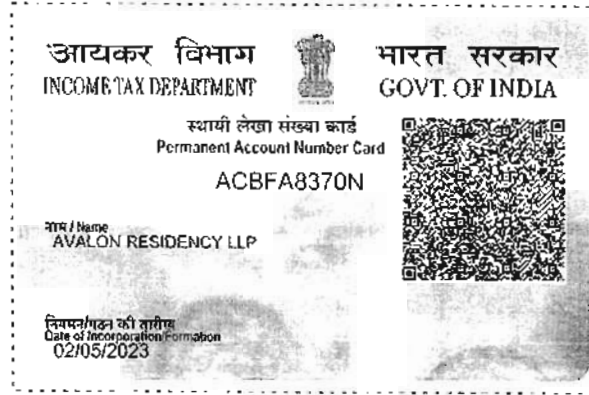 आयकर विभाग
INCOME TAX DEPARTMENT
भारत सरकार
GOVT. OF INDIA
स्थायी लेखा संख्या कार्ड
Permanent Account Number Card
ACBFA8370N
नाम / Name
AVALON RESIDENCY LLP
निगमन/गठन की तारीख
Date of Incorporation/Formation
02/05/2023